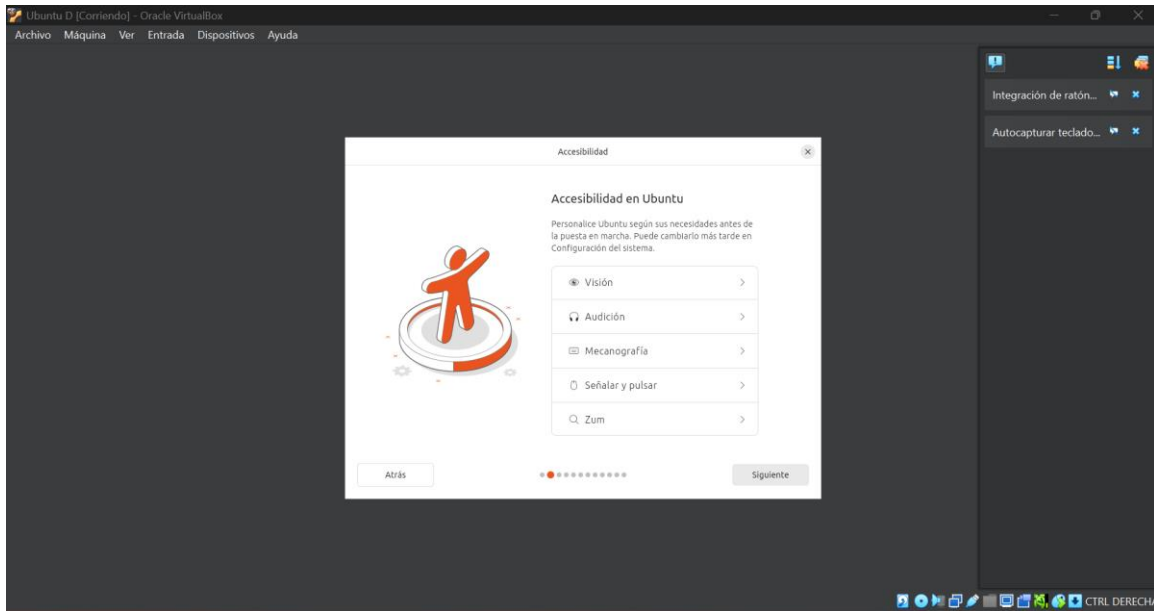 Ubuntu D [Corriendo] - Oracle VirtualBox
Archivo Máquina Ver Entrada Dispositivos Ayuda
Integración de ratón...
Autocapturar teclado...
Accesibilidad
Accesibilidad en Ubuntu
Personalice Ubuntu según sus necesidades antes de
la puesta en marcha. Puede cambiarlo más tarde en
Configuración del sistema.
Visión
Audición
Mecanografía
Señalar y pulsar
Zum
Atrás
Siguiente
CTRL DERECHA